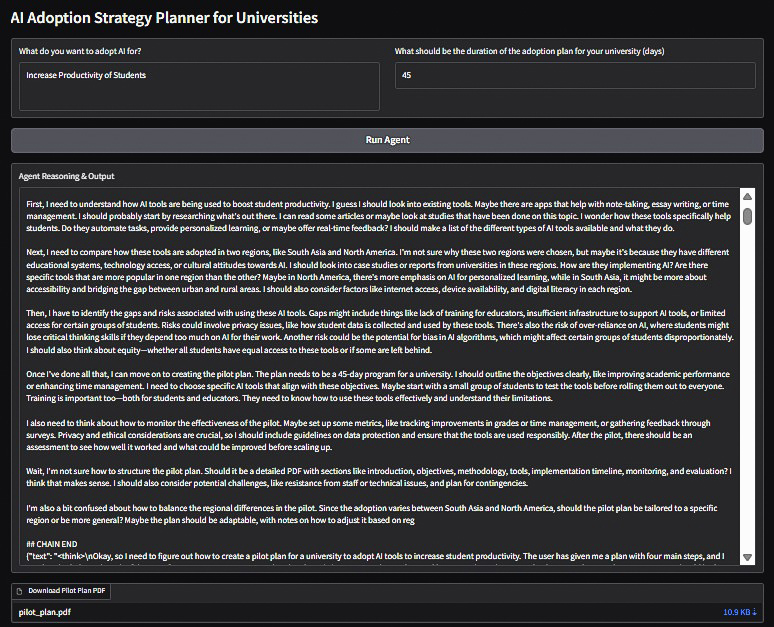 AI Adoption Strategy Planner for Universities
What do you want to adopt AI for?
What should be the duration of the adoption plan for your university (days)
Increase Productivity of Students
45
Run Agent
Agent Reasoning & Output
First, I need to understand how AI tools are being used to boost student productivity. I guess I should look into existing tools. Maybe there are apps that help with note-taking, essay writing, or time
management. I should probably start by researching what's out there. I can read some articles or maybe look at studies that have been done on this topic. I wonder how these tools specifically help
students. Do they automate tasks, provide personalized learning, or maybe offer real-time feedback? I should make a list of the different types of AI tools available and what they do.
Next, I need to compare how these tools are adopted in two regions, like South Asia and North America. I'm not sure why these two regions were chosen, but maybe it's because they have different
educational systems, technology access, or cultural attitudes towards AI. I should look into case studies or reports from universities in these regions. How are they implementing AI? Are there
specific tools that are more popular in one region than the other? Maybe in North America, there's more emphasis on AI for personalized learning, while in South Asia, it might be more about
accessibility and bridging the gap between urban and rural areas. I should also consider factors like internet access, device availability, and digital literacy in each region.
Then, I have to identify the gaps and risks associated with using these AI tools. Gaps might include things like lack of training for educators, insufficient infrastructure to support AI tools, or limited
access for certain groups of students. Risks could involve privacy issues, like how student data is collected and used by these tools. There's also the risk of over-reliance on AI, where students might
lose critical thinking skills if they depend too much on AI for their work. Another risk could be the potential for bias in AI algorithms, which might affect certain groups of students disproportionately.
I should also think about equity—whether all students have equal access to these tools or if some are left behind.
Once I've done all that, I can move on to creating the pilot plan. The plan needs to be a 45-day program for a university. I should outline the objectives clearly, like improving academic performance
or enhancing time management. I need to choose specific AI tools that align with these objectives. Maybe start with a small group of students to test the tools before rolling them out to everyone.
Training is important too—both for students and educators. They need to know how to use these tools effectively and understand their limitations.
I also need to think about how to monitor the effectiveness of the pilot. Maybe set up some metrics, like tracking improvements in grades or time management, or gathering feedback through
surveys. Privacy and ethical considerations are crucial, so I should include guidelines on data protection and ensure that the tools are used responsibly. After the pilot, there should be an
assessment to see how well it worked and what could be improved before scaling up.
Wait, I'm not sure how to structure the pilot plan. Should it be a detailed PDF with sections like introduction, objectives, methodology, tools, implementation timeline, monitoring, and evaluation? I
think that makes sense. I should also consider potential challenges, like resistance from staff or technical issues, and plan for contingencies.
I'm also a bit confused about how to balance the regional differences in the pilot. Since the adoption varies between South Asia and North America, should the pilot plan be tailored to a specific
region or be more general? Maybe the plan should be adaptable, with notes on how to adjust it based on reg
## CHAIN END
{"text": "<think>\nOkay, so I need to figure out how to create a pilot plan for a university to adopt AI tools to increase student productivity. The user has given me a plan with four main steps, and I
Download Pilot Plan PDF
pilot_plan.pdf
10.9 KB ↓